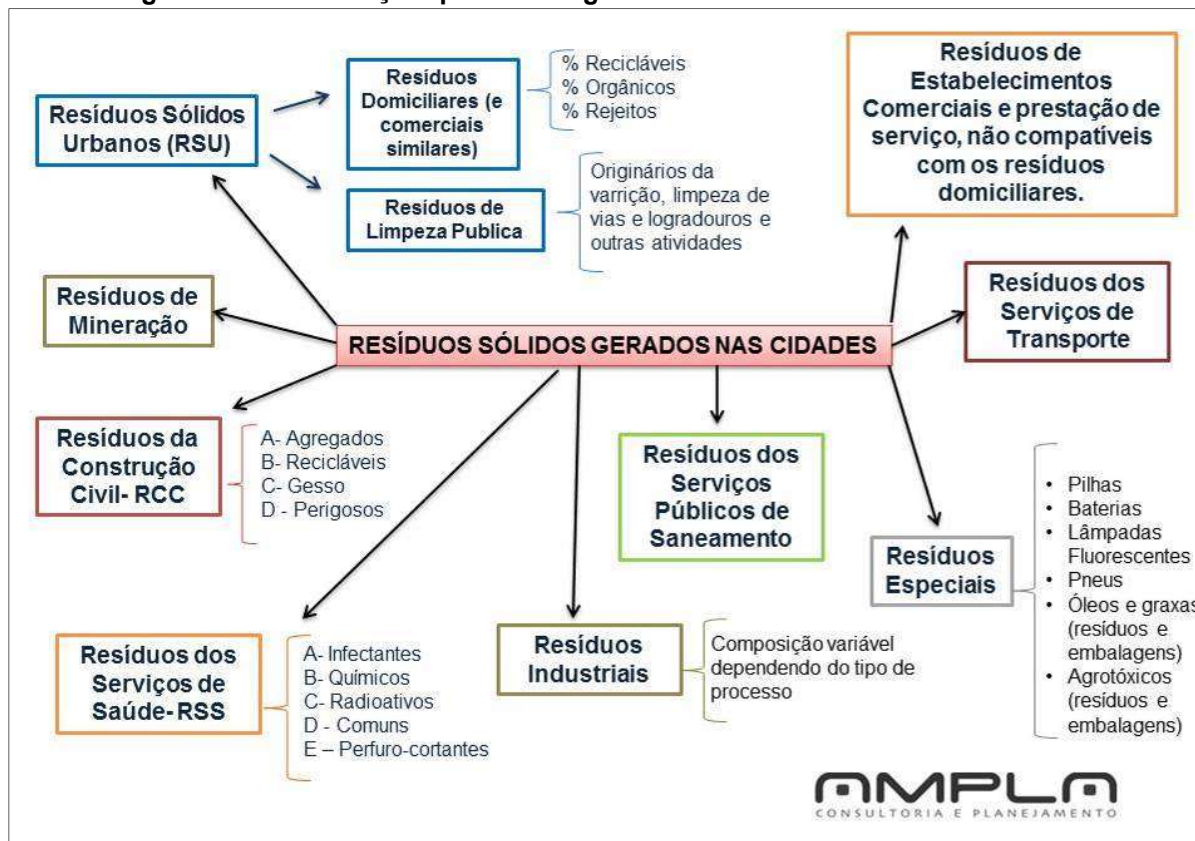 Resíduos Sólidos
Urbanos (RSU)
Resíduos
Domiciliares (e
comerciais
similares)
% Recicláveis
% Orgânicos
% Rejeitos
Resíduos de
Limpeza Publica
Originários da
varrição, limpeza de
vias e logradouros e
outras atividades
Resíduos de
Estabelecimentos
Comerciais e prestação de
serviço, não compatíveis
com os resíduos
domiciliares.
Resíduos de
Mineração
RESÍDUOS SÓLIDOS GERADOS NAS CIDADES
Resíduos dos
Serviços de
Transporte
Resíduos da
Construção
Civil- RCC
A- Agregados
B- Recicláveis
C- Gesso
D - Perigosos
Resíduos dos
Serviços
Públicos de
Saneamento
Resíduos
Especiais
• Pilhas
• Baterias
• Lâmpadas
Fluorescentes
• Pneus
• Óleos e graxas
(resíduos e
embalagens)
• Agrotóxicos
(resíduos e
embalagens)
Resíduos dos
Serviços de
Saúde- RSS
A- Infectantes
B- Químicos
C- Radioativos
D - Comuns
E – Perfuro-cortantes
Resíduos
Industriais
Composição variável
dependendo do tipo de
processo
AMPLA
CONSULTORIA E PLANEJAMENTO